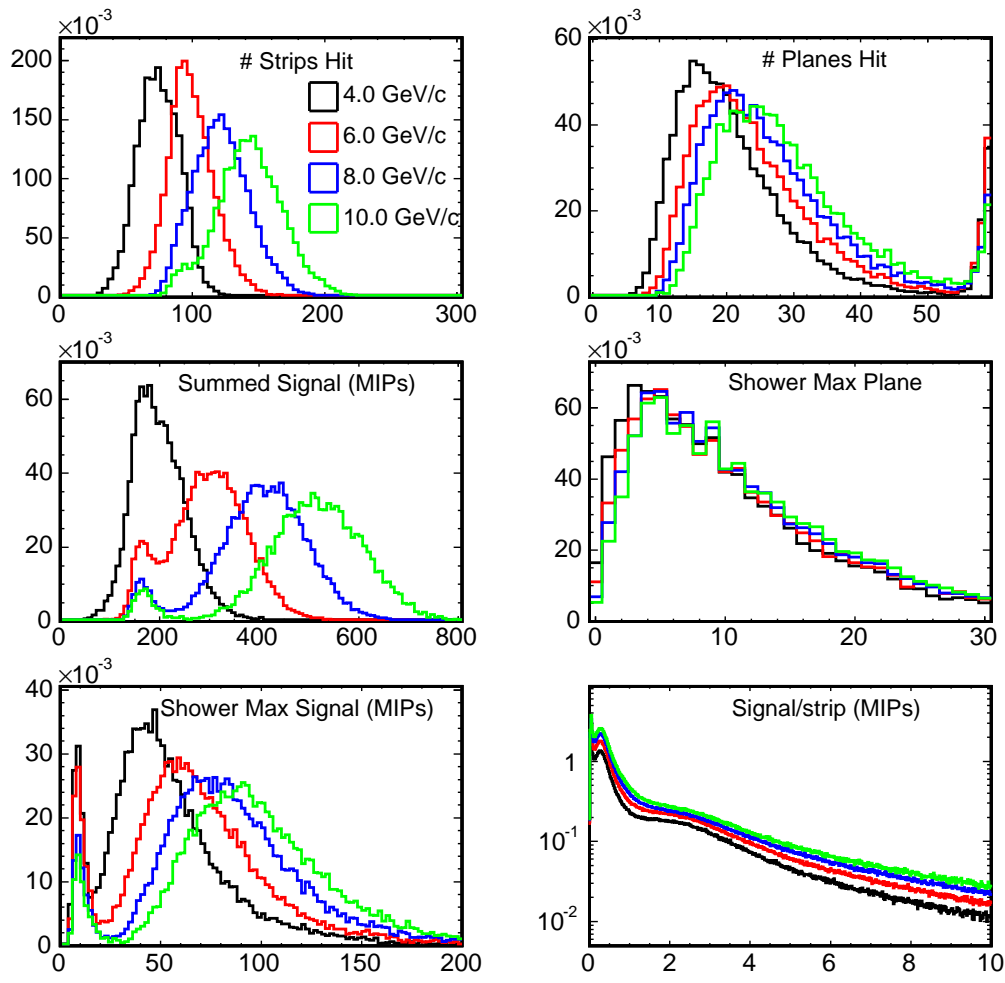 ×10⁻³
# Strips Hit
200
150
100
50
0
0 100 200 300
4.0 GeV/c
6.0 GeV/c
8.0 GeV/c
10.0 GeV/c
×10⁻³
# Planes Hit
60
40
20
0
0 10 20 30 40 50
×10⁻³
Summed Signal (MIPs)
60
40
20
0
0 200 400 600 800
×10⁻³
Shower Max Plane
60
40
20
0
0 10 20 30
×10⁻³
Shower Max Signal (MIPs)
40
30
20
10
0
0 50 100 150 200
Signal/strip (MIPs)
1
10⁻¹
10⁻²
0 2 4 6 8 10